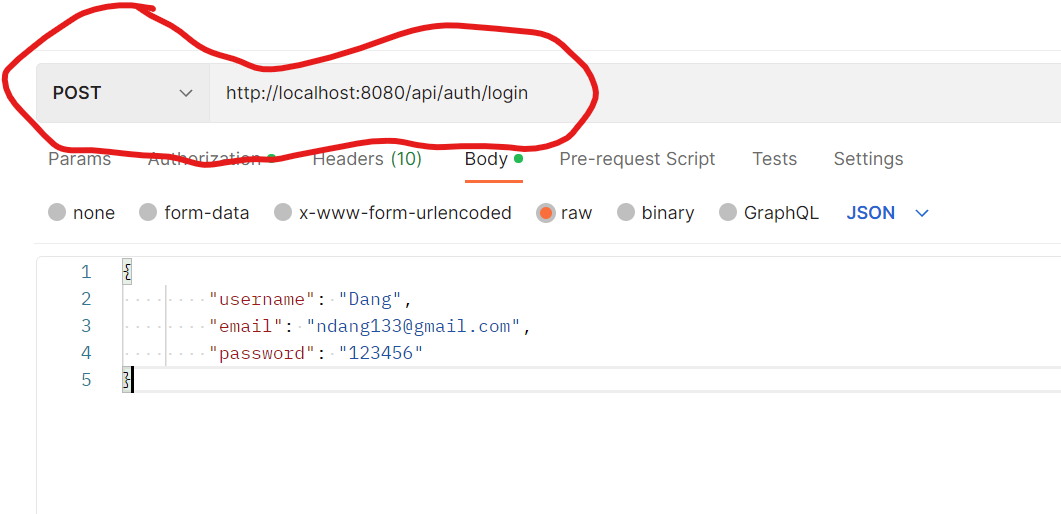 POST http://localhost:8080/api/auth/login
Params Authorization Headers (10) Body Pre-request Script Tests Settings
none form-data x-www-form-urlencoded raw binary GraphQL JSON
1 {
2 "username": "Dang",
3 "email": "ndang133@gmail.com",
4 "password": "123456"
5 }